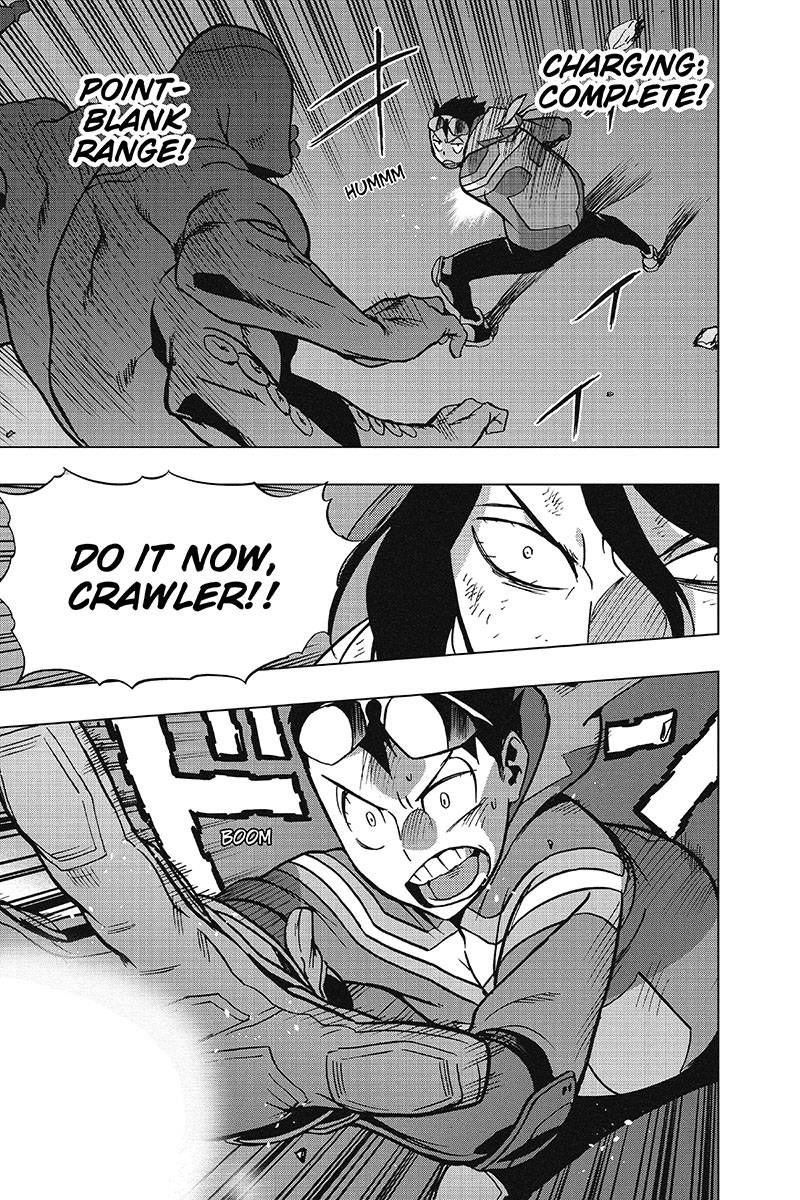 CHARGING:
COMPLETE!
POINT-
BLANK
RANGE!
HUMMM
DO IT NOW,
CRAWLER!!
BOOM